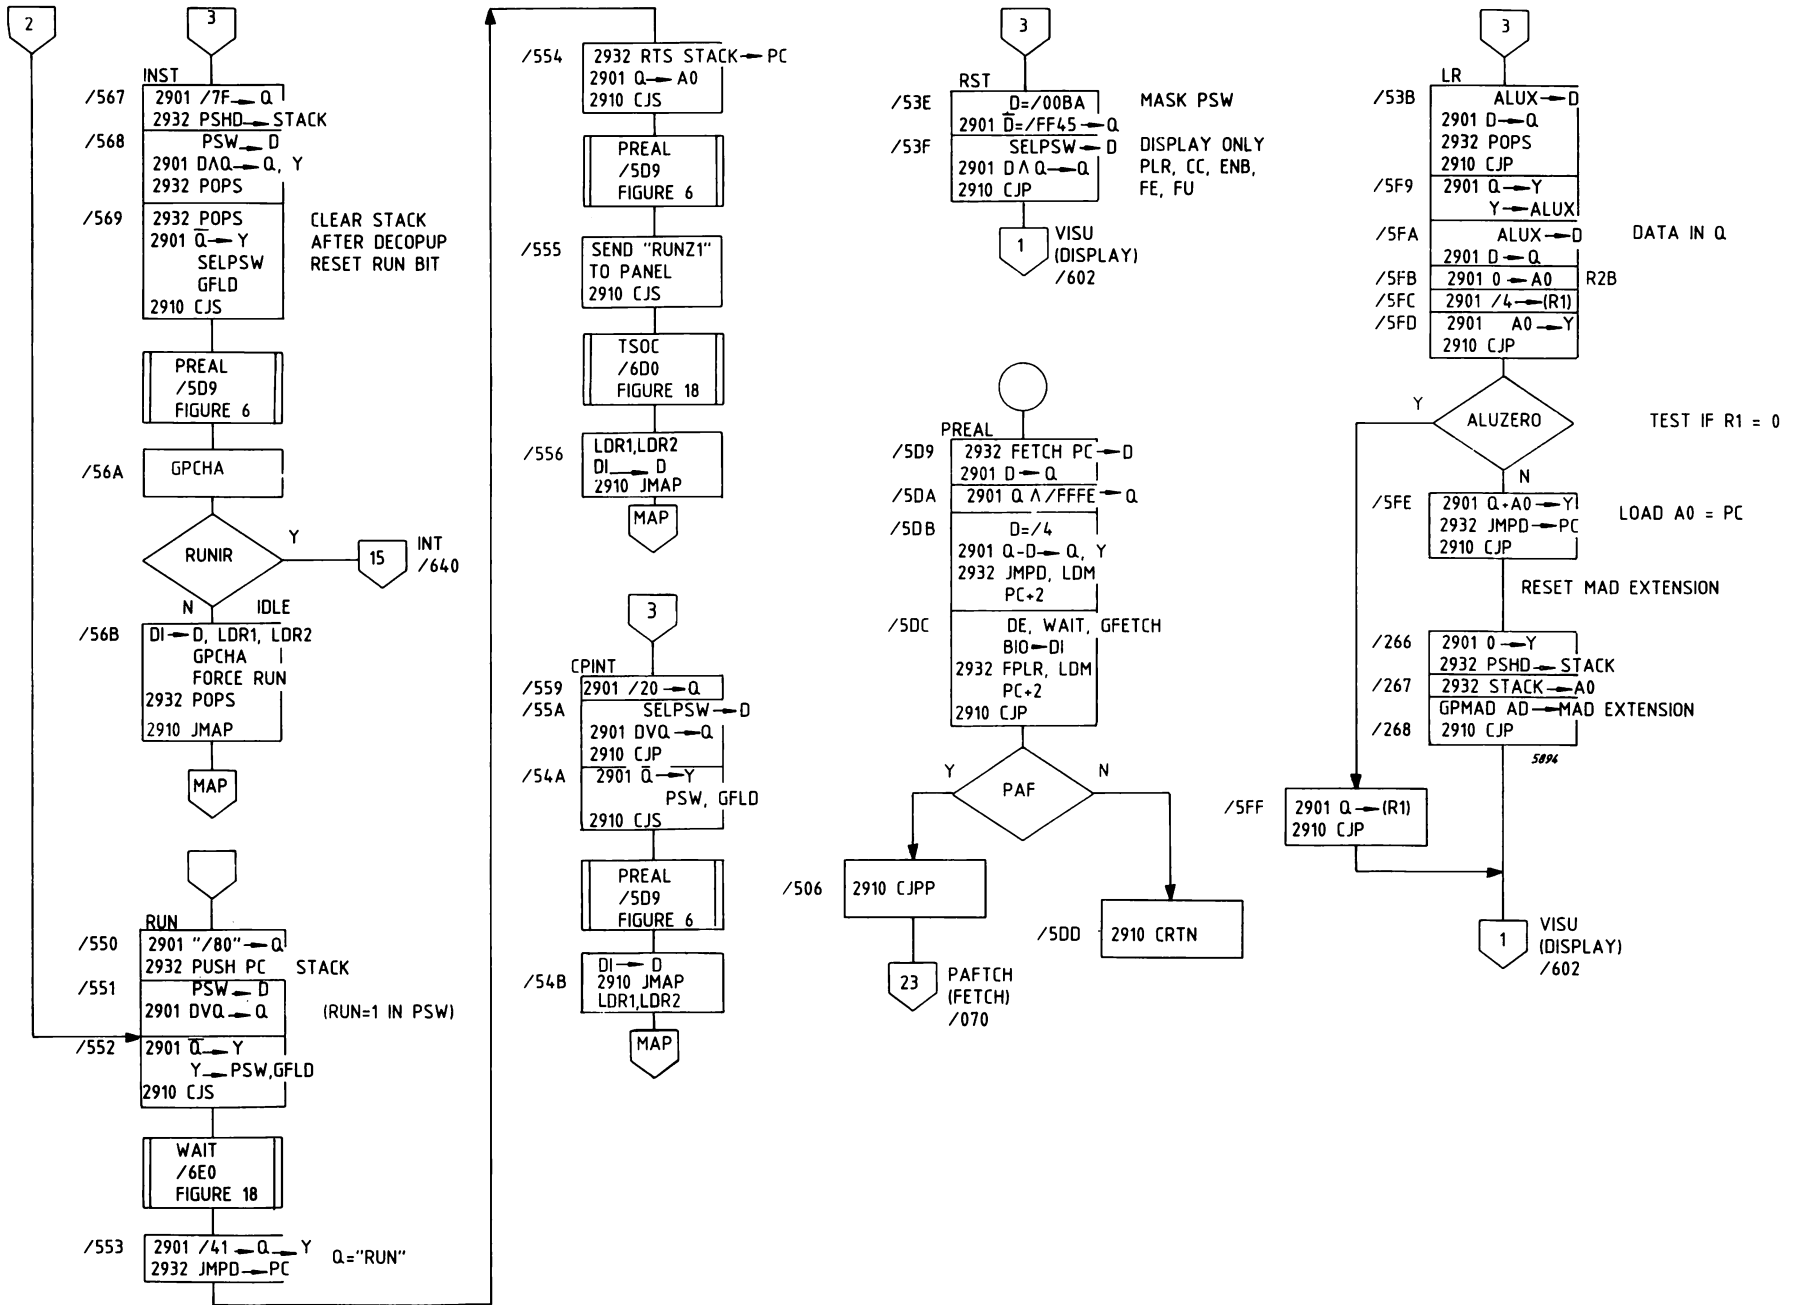 2
3
INST
/567
2901 /7F → Q
2932 PSHD → STACK
/568
PSW → D
2901 D∧Q → Q, Y
2932 POPS
/569
2932 POPS
2901 Q̅ → Y
SELPSW
GFLD
2910 CJS
CLEAR STACK
AFTER DECOPUP
RESET RUN BIT
PREAL
/5D9
FIGURE 6
/56A
GPCHA
RUNIR
Y
15
INT
/640
N
IDLE
/56B
DI → D, LDR1, LDR2
GPCHA
FORCE RUN
2932 POPS
2910 JMAP
MAP
RUN
/550
2901 "/80" → Q
2932 PUSH PC STACK
/551
PSW → D
2901 DVQ → Q
(RUN=1 IN PSW)
/552
2901 Q̅ → Y
Y → PSW,GFLD
2910 CJS
WAIT
/6E0
FIGURE 18
/553
2901 /41 → Q → Y
2932 JMPD → PC
Q="RUN"
/554
2932 RTS STACK → PC
2901 Q → A0
2910 CJS
PREAL
/5D9
FIGURE 6
/555
SEND "RUNZ1"
TO PANEL
2910 CJS
TSOC
/6D0
FIGURE 18
/556
LDR1,LDR2
DI → D
2910 JMAP
MAP
3
CPINT
/559
2901 /20 → Q
/55A
SELPSW → D
2901 DVQ → Q
2910 CJP
/54A
2901 Q̅ → Y
PSW, GFLD
2910 CJS
PREAL
/5D9
FIGURE 6
/54B
DI → D
2910 JMAP
LDR1,LDR2
MAP
3
RST
/53E
D=/00BA
2901 D̅=/FF45 → Q
MASK PSW
/53F
SELPSW → D
2901 D∧Q → Q
2910 CJP
DISPLAY ONLY
PLR, CC, ENB,
FE, FU
1
VISU
(DISPLAY)
/602
PREAL
/5D9
2932 FETCH PC → D
2901 D → Q
/5DA
2901 Q ∧ /FFFE → Q
/5DB
D=/4
2901 Q-D → Q, Y
2932 JMPD, LDM
PC+2
/5DC
DE, WAIT, GFETCH
BIO → DI
2932 FPLR, LDM
PC+2
2910 CJP
PAF
Y
N
/506
2910 CJPP
/5DD
2910 CRTN
23
PAFTCH
(FETCH)
/070
3
LR
/53B
ALUX → D
2901 D → Q
2932 POPS
2910 CJP
/5F9
2901 Q → Y
Y → ALUX
/5FA
ALUX → D
2901 D → Q
DATA IN Q
/5FB
2901 0 → A0
R2B
/5FC
2901 /4 → (R1)
/5FD
2901 A0 → Y
2910 CJP
ALUZERO
Y
N
TEST IF R1 = 0
/5FE
2901 Q+A0 → Y
2932 JMPD → PC
2910 CJP
LOAD A0 = PC
RESET MAD EXTENSION
/266
2901 0 → Y
2932 PSHD → STACK
/267
2932 STACK → A0
/268
GPMAD AD → MAD EXTENSION
2910 CJP
5894
/5FF
2901 Q → (R1)
2910 CJP
1
VISU
(DISPLAY)
/602